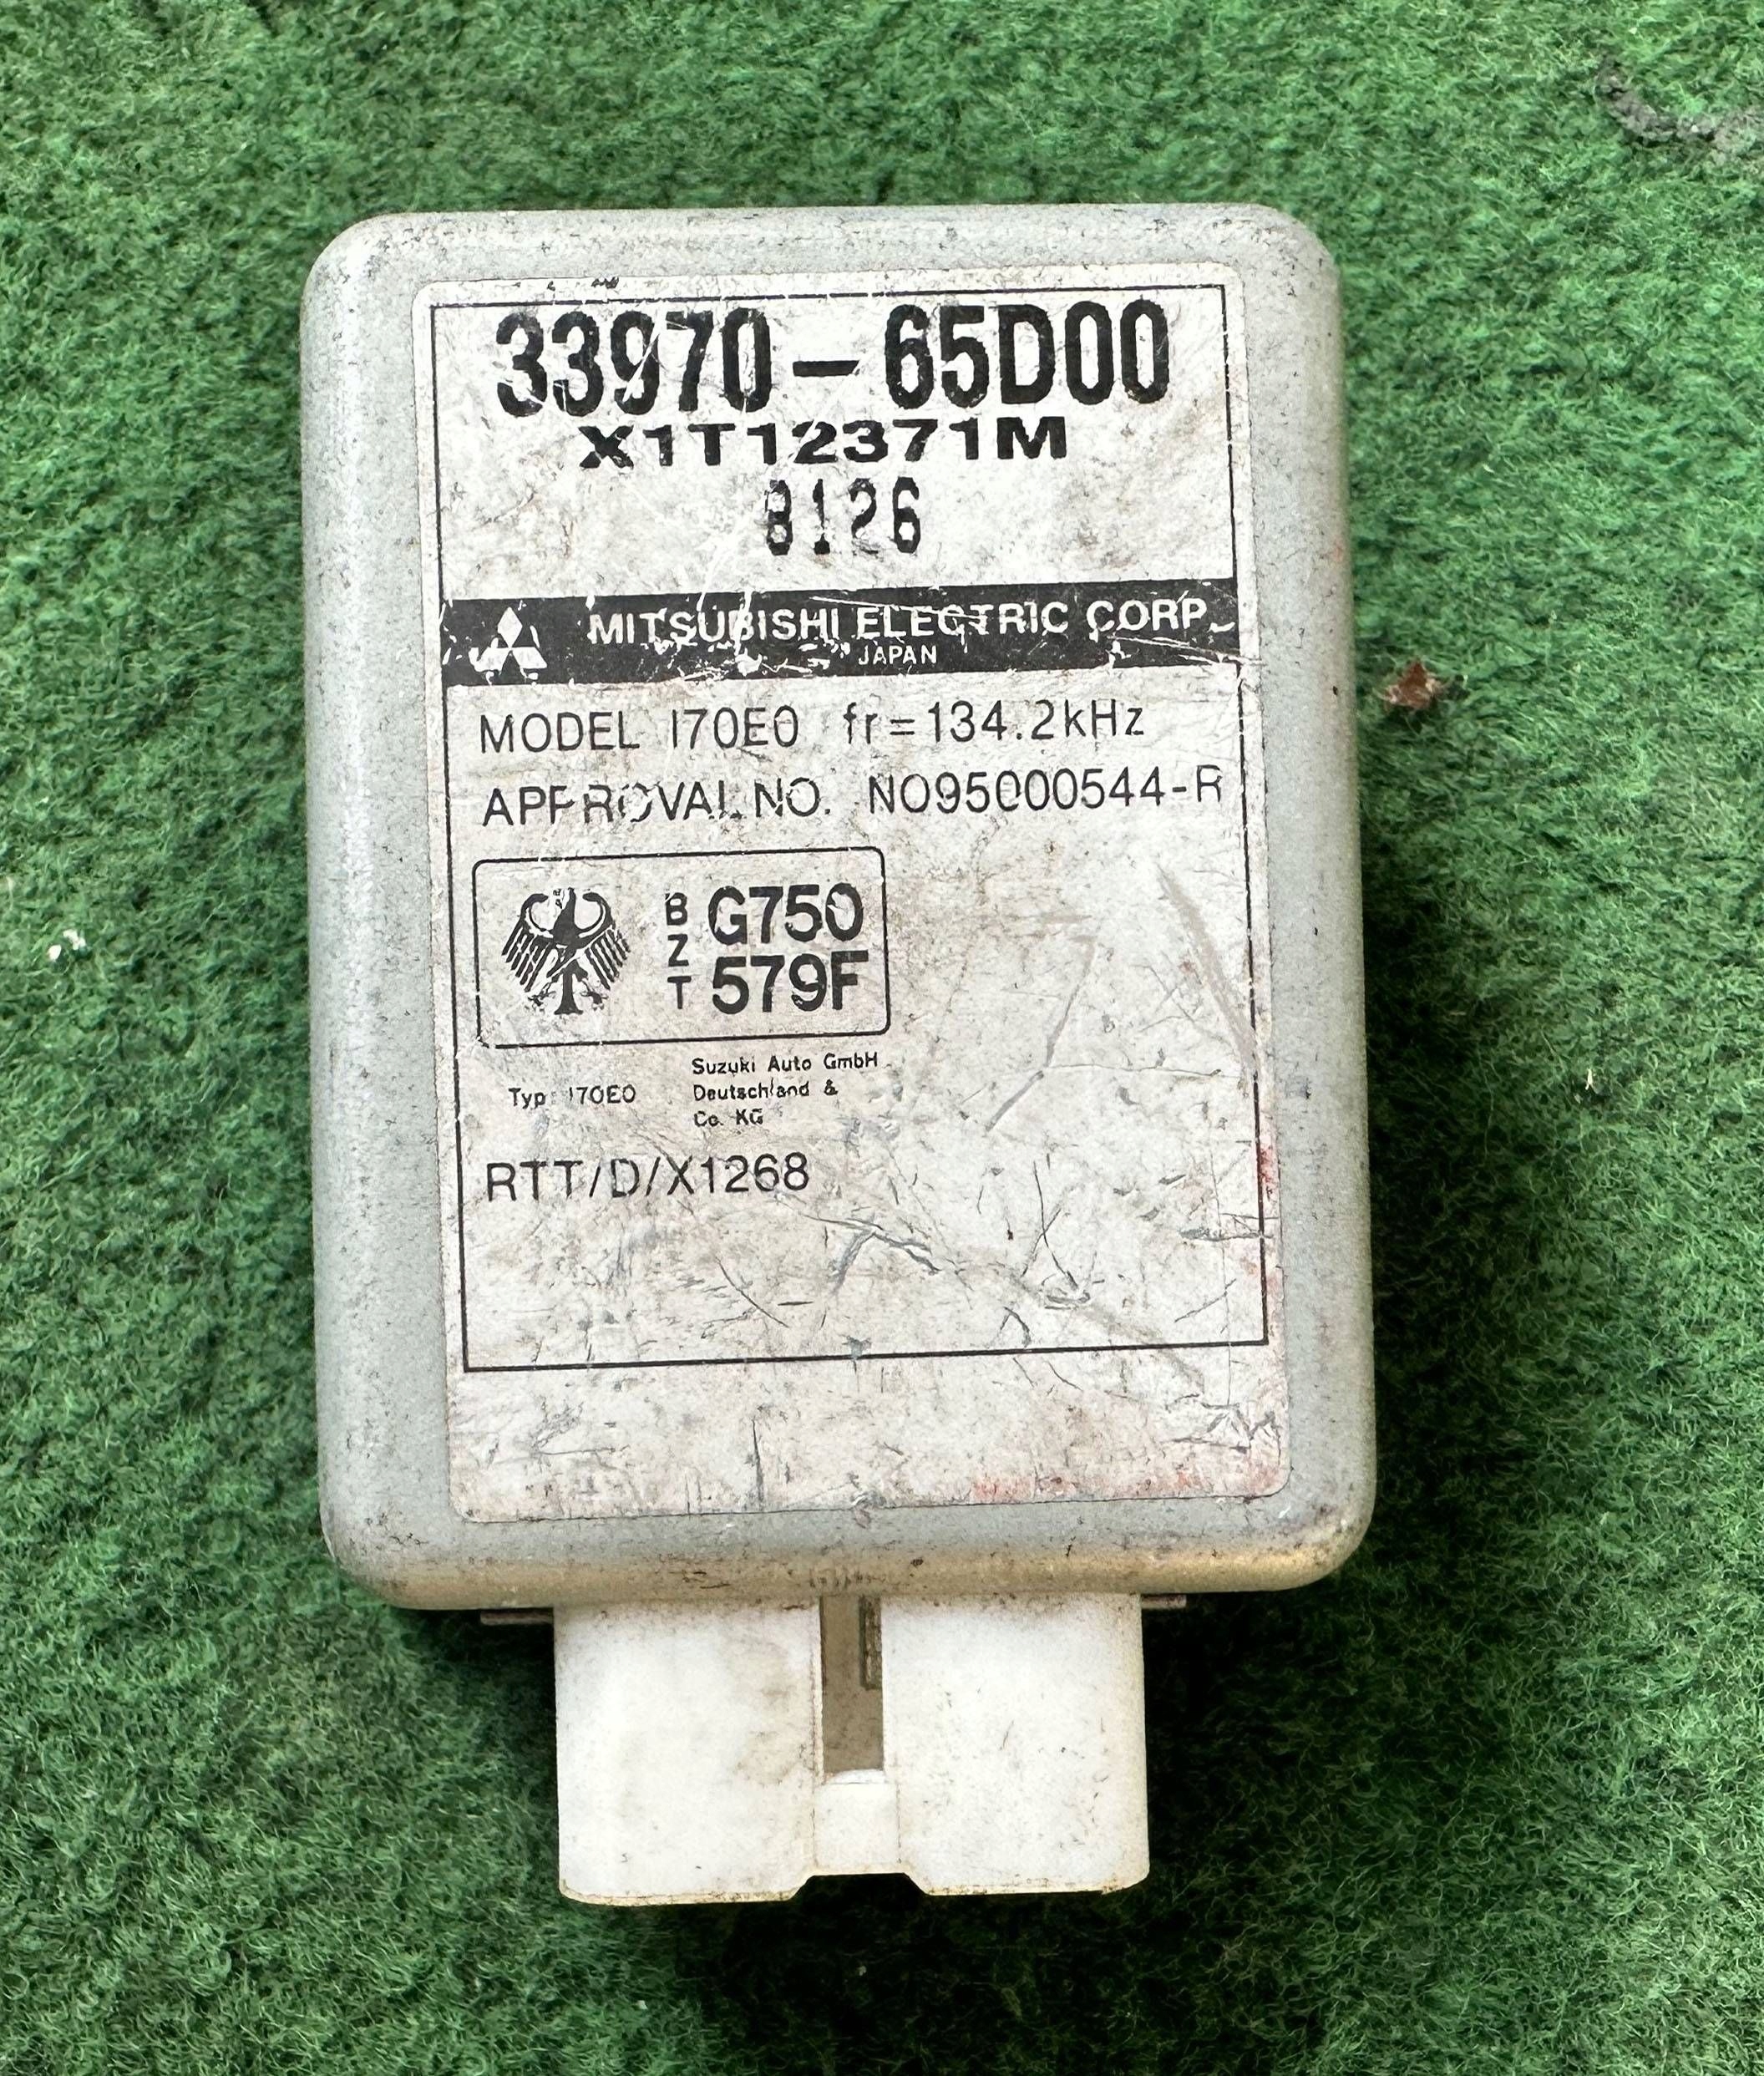 33970-65D00
X1T12371M
8126
MITSUBISHI ELECTRIC CORP.
JAPAN
MODEL I70E0 fr=134.2kHz
APPROVAL NO. NO95000544-R
BZT G750 579F
Typ: I70E0
Suzuki Auto GmbH
Deutschland &
Co. KG
RTT/D/X1268